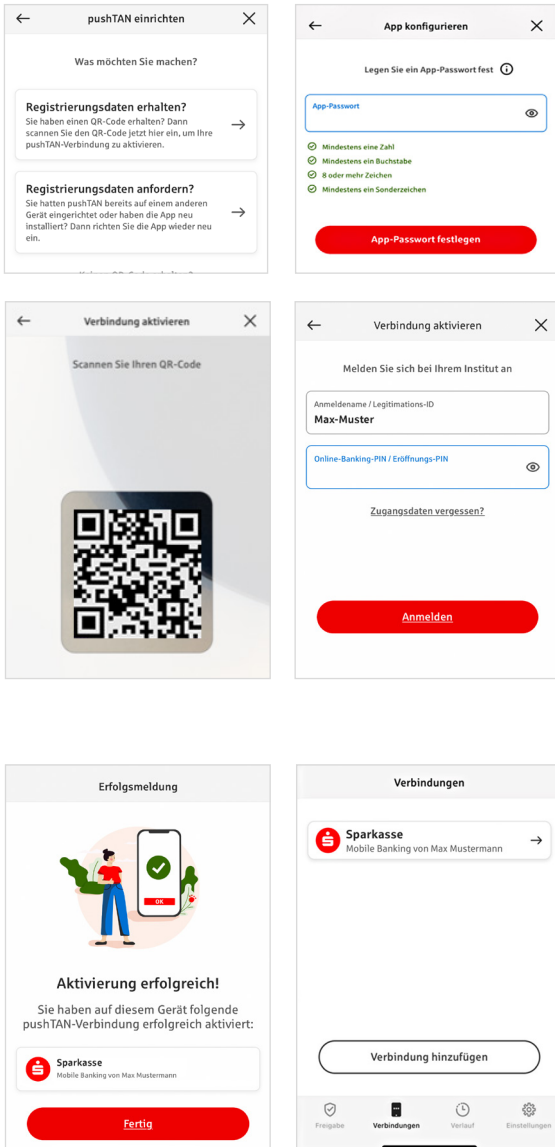 pushTAN einrichten
Was möchten Sie machen?
Registrierungsdaten erhalten?
Sie haben einen QR-Code erhalten? Dann
scannen Sie den QR-Code jetzt hier ein, um Ihre
pushTAN-Verbindung zu aktivieren.
Registrierungsdaten anfordern?
Sie hatten pushTAN bereits auf einem anderen
Gerät eingerichtet oder haben die App neu
installiert? Dann richten Sie die App wieder neu
ein.
App konfigurieren
Legen Sie ein App-Passwort fest
App-Passwort
Mindestens eine Zahl
Mindestens ein Buchstabe
8 oder mehr Zeichen
Mindestens ein Sonderzeichen
App-Passwort festlegen
Verbindung aktivieren
Scannen Sie Ihren QR-Code
Verbindung aktivieren
Melden Sie sich bei Ihrem Institut an
Anmeldename / Legitimations-ID
Max-Muster
Online-Banking-PIN / Eröffnungs-PIN
Zugangsdaten vergessen?
Anmelden
Erfolgsmeldung
OK
Aktivierung erfolgreich!
Sie haben auf diesem Gerät folgende
pushTAN-Verbindung erfolgreich aktiviert:
Sparkasse
Mobile Banking von Max Mustermann
Fertig
Verbindungen
Sparkasse
Mobile Banking von Max Mustermann
Verbindung hinzufügen
Freigabe
Verbindungen
Verlauf
Einstellungen